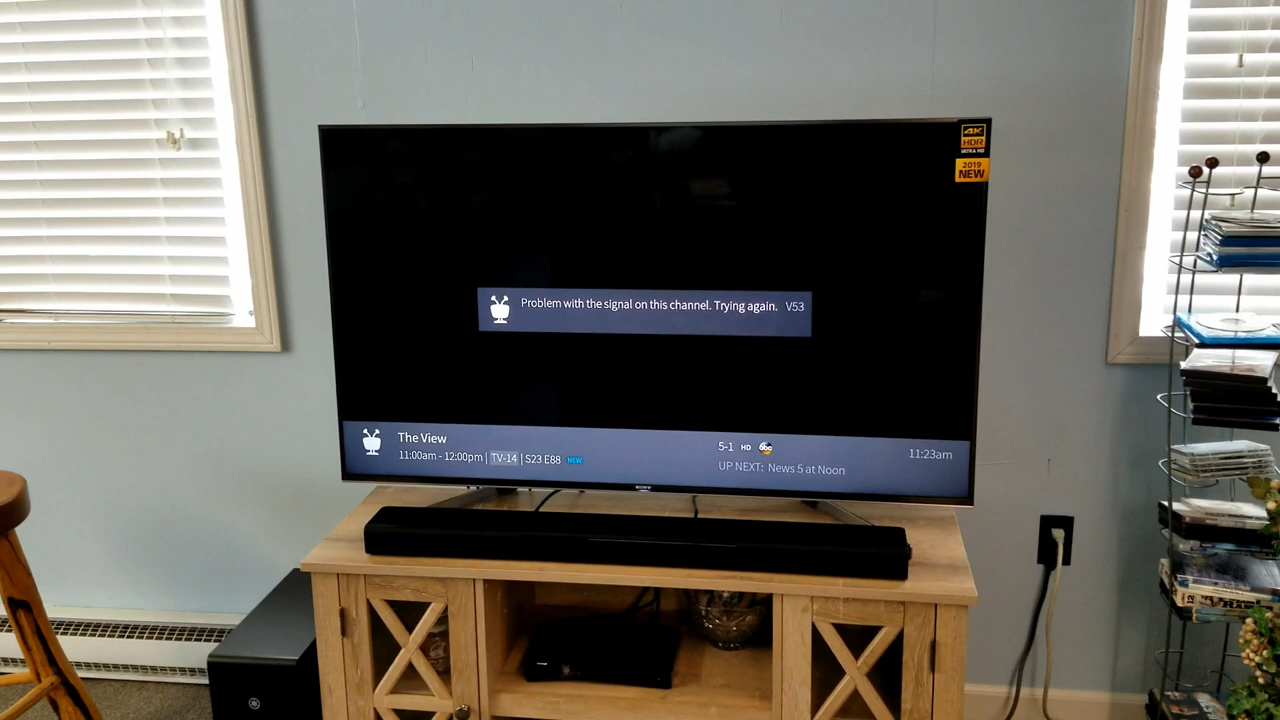 4K
HDR
ULTRA HD
2019
NEW
Problem with the signal on this channel. Trying again. V53
The View
5-1 HD abc
11:00am - 12:00pm | TV-14 | S23 E88 NEW
11:23am
UP NEXT: News 5 at Noon
SONY